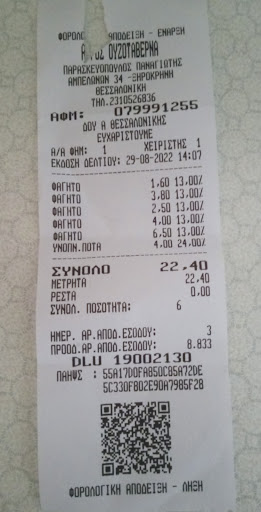 ΦΟΡΟΛΟΓΙΚΗ ΑΠΟΔΕΙΞΗ - ΕΝΑΡΞΗ
ΟΥΖΟΤΑΒΕΡΝΑ
ΠΑΡΑΣΚΕΥΟΠΟΥΛΟΣ ΠΑΝΑΓΙΩΤΗΣ
ΑΜΠΕΛΩΝΩΝ 34 -ΞΗΡΟΚΡΗΝΗ
ΘΕΣΣΑΛΟΝΙΚΗ
ΤΗΛ.2310526836
ΑΦΜ: 079991255
ΔΟΥ Α ΘΕΣΣΑΛΟΝΙΚΗΣ
ΕΥΧΑΡΙΣΤΟΥΜΕ
Α/Α ΦΗΜ: 1 ΧΕΙΡΙΣΤΗΣ 1
ΕΚΔΟΣΗ ΔΕΛΤΙΟΥ: 29-08-2022 14:07
ΦΑΓΗΤΟ 1,60 13,00%
ΦΑΓΗΤΟ 3,80 13,00%
ΦΑΓΗΤΟ 2,50 13,00%
ΦΑΓΗΤΟ 4,00 13,00%
ΦΑΓΗΤΟ 6,50 13,00%
ΥΝΟΠΝ.ΠΟΤΑ 4,00 24,00%
ΣΥΝΟΛΟ 22,40
ΜΕΤΡΗΤΑ 22,40
ΡΕΣΤΑ 0,00
ΣΥΝΟΛ. ΠΟΣΟΤΗΤΑ: 6
ΗΜΕΡ. ΑΡ.ΑΠΟΔ.ΕΣΟΔΟΥ: 3
ΠΡΟΟΔ.ΑΡ.ΑΠΟΔ.ΕΣΟΔΟΥ: 8.833
DLU 19002130
ΠΑΗΨΣ :
ΦΟΡΟΛΟΓΙΚΗ ΑΠΟΔΕΙΞΗ - ΛΗΞΗ